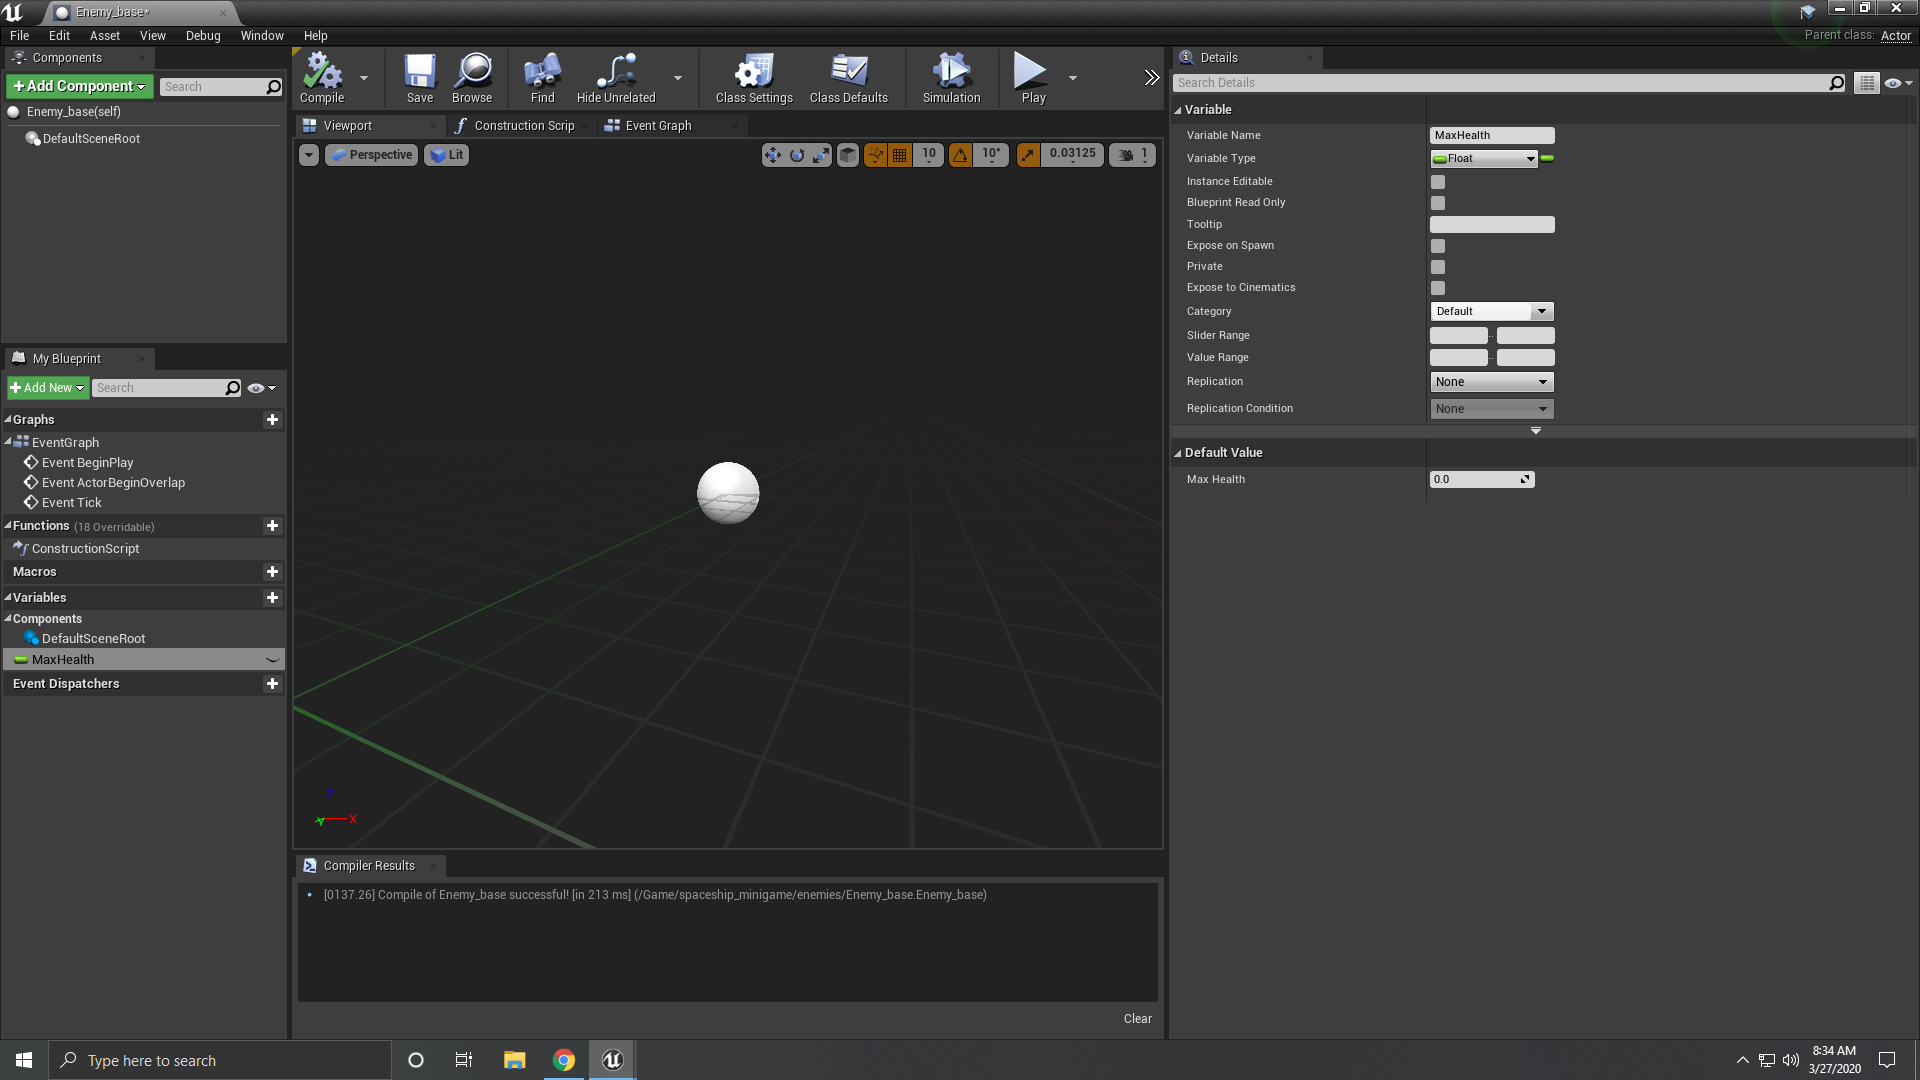 Enemy_base*
File Edit Asset View Debug Window Help
Parent class: Actor
Components
Add Component
Search
Enemy_base(self)
DefaultSceneRoot
My Blueprint
Add New
Search
Graphs
EventGraph
Event BeginPlay
Event ActorBeginOverlap
Event Tick
Functions (18 Overridable)
ConstructionScript
Macros
Variables
Components
DefaultSceneRoot
MaxHealth
Event Dispatchers
Compile Save Browse Find Hide Unrelated Class Settings Class Defaults Simulation Play
Viewport Construction Scrip Event Graph
Perspective Lit 10 10° 0.03125 1
Z
Y X
Compiler Results
[0137.26] Compile of Enemy_base successful! [in 213 ms] (/Game/spaceship_minigame/enemies/Enemy_base.Enemy_base)
Clear
Details
Search Details
Variable
Variable Name MaxHealth
Variable Type Float
Instance Editable
Blueprint Read Only
Tooltip
Expose on Spawn
Private
Expose to Cinematics
Category Default
Slider Range ..
Value Range ..
Replication None
Replication Condition None
Default Value
Max Health 0.0
Type here to search
8:34 AM
3/27/2020